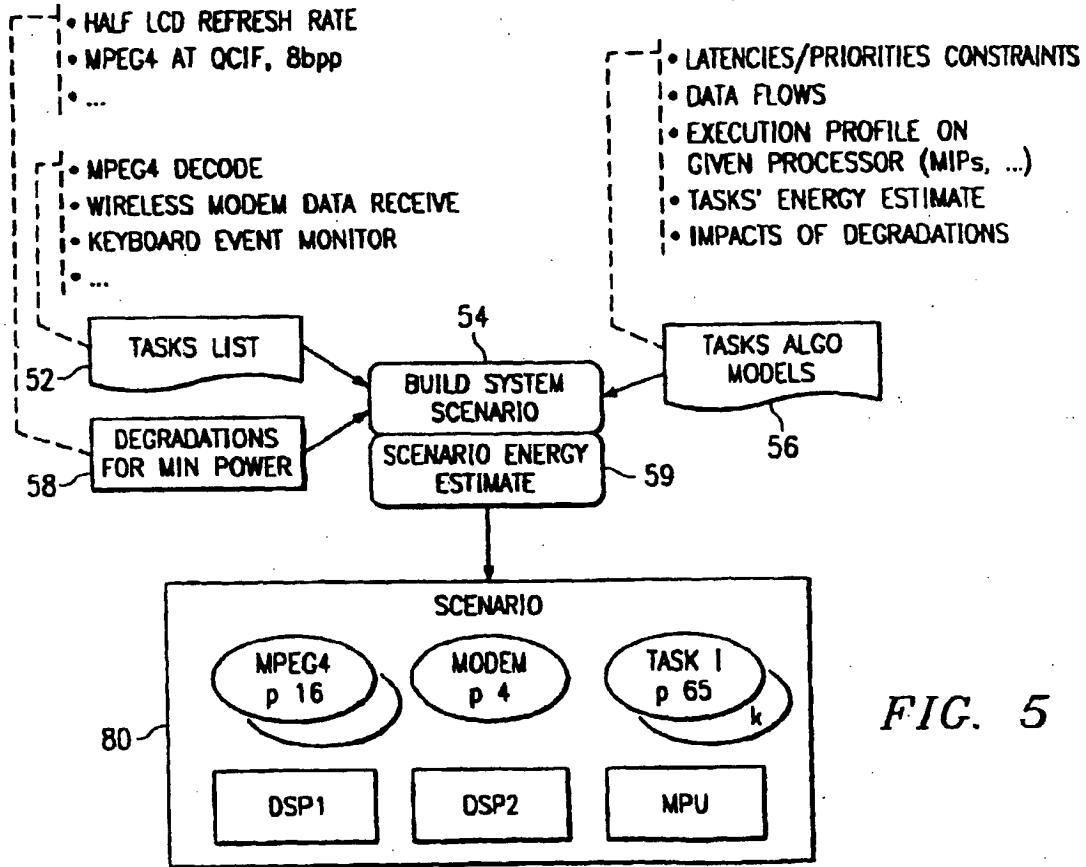 • HALF LCD REFRESH RATE
• MPEG4 AT QCIF, 8bpp
• ...
• MPEG4 DECODE
• WIRELESS MODEM DATA RECEIVE
• KEYBOARD EVENT MONITOR
• ...
• LATENCIES/PRIORITIES CONSTRAINTS
• DATA FLOWS
• EXECUTION PROFILE ON
GIVEN PROCESSOR (MIPs, ...)
• TASKS' ENERGY ESTIMATE
• IMPACTS OF DEGRADATIONS
TASKS LIST
52
DEGRADATIONS
FOR MIN POWER
58
54
BUILD SYSTEM
SCENARIO
SCENARIO ENERGY
ESTIMATE
59
TASKS ALGO
MODELS
56
SCENARIO
MPEG4
p 16
MODEM
p 4
TASK I
p 65
k
80
DSP1
DSP2
MPU
FIG. 5